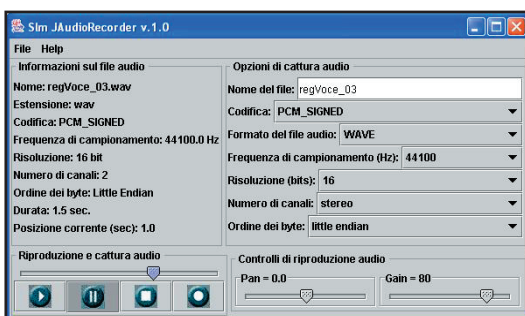 Slm JAudioRecorder v.1.0
File Help
Informazioni sul file audio
Nome: regVoce_03.wav
Estensione: wav
Codifica: PCM_SIGNED
Frequenza di campionamento: 44100.0 Hz
Risoluzione: 16 bit
Numero di canali: 2
Ordine dei byte: Little Endian
Durata: 1.5 sec.
Posizione corrente (sec): 1.0
Opzioni di cattura audio
Nome del file: regVoce_03
Codifica: PCM_SIGNED
Formato del file audio: WAVE
Frequenza di campionamento (Hz): 44100
Risoluzione (bits): 16
Numero di canali: stereo
Ordine dei byte: little endian
Riproduzione e cattura audio
Controlli di riproduzione audio
Pan = 0.0
Gain = 80